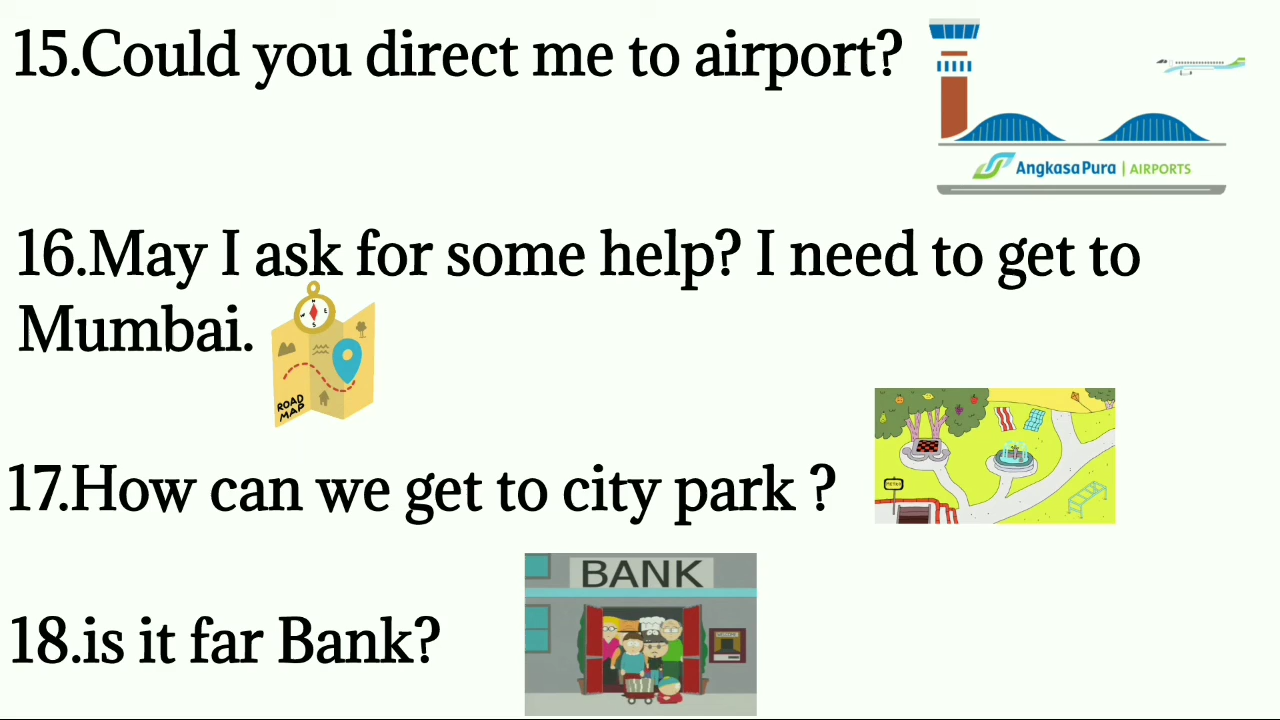 15.Could you direct me to airport?
AngkasaPura | AIRPORTS
16.May I ask for some help? I need to get to
Mumbai.
N
W E
S
ROAD
MAP
17.How can we get to city park ?
METRO
BANK
18.is it far Bank?